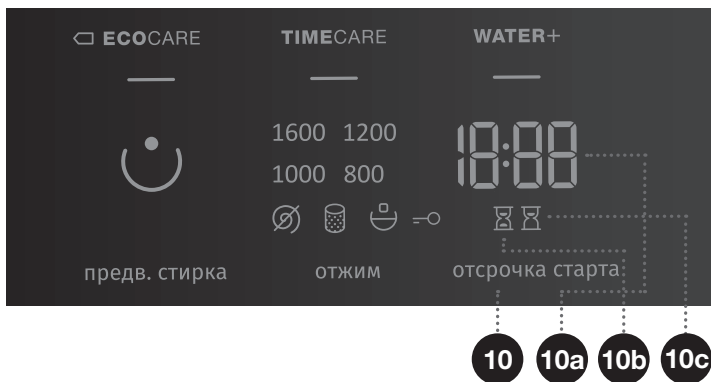 ECOCARE TIMECARE WATER+
1600 1200
18:88
1000 800
предв. стирка отжим отсрочка старта
10 10a 10b 10c